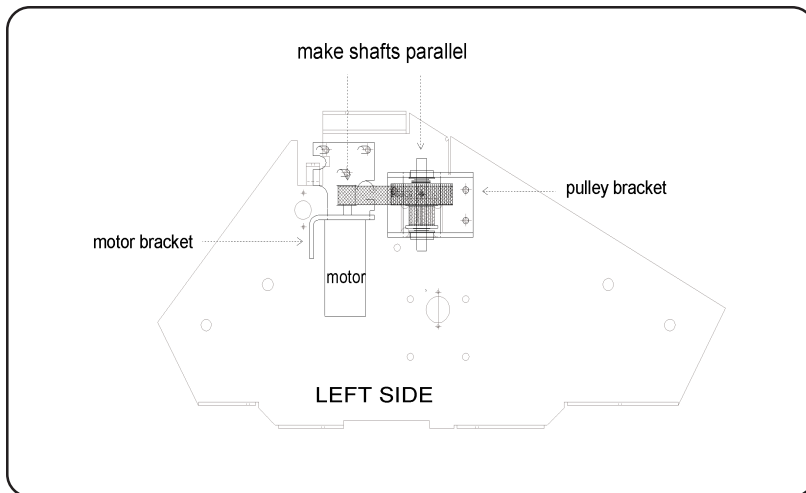 make shafts parallel
pulley bracket
motor bracket
motor
LEFT SIDE